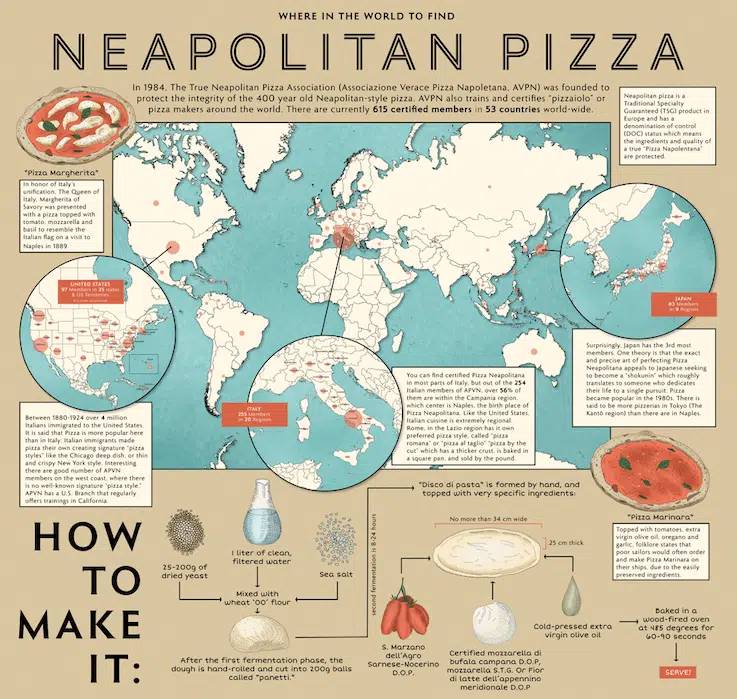 WHERE IN THE WORLD TO FIND
NEAPOLITAN PIZZA
In 1984, The True Neapolitan Pizza Association (Associazione Verace Pizza Napoletana, AVPN) was founded to
protect the integrity of the 400 year old Neapolitan-style pizza. AVPN also trains and certifies "pizzaiolo" or
pizza makers around the world. There are currently 615 certified members in 53 countries world-wide.
Neapolitan pizza is a
Traditional Specialty
Guaranteed (TSG) product in
Europe and has a
denomination of control
(DOC) status which means
the ingredients and quality of
a true "Pizza Napolentana"
are protected.
"Pizza Margherita"
In honor of Italy's
unification, The Queen of
Italy, Margherita of
Savory was presented
with a pizza topped with
tomato, mozzarella and
basil to resemble the
Italian flag on a visit to
Naples in 1889.
UNITED STATES
97 Members in 25 States
& US Territories
JAPAN
83 Members
in 9 Regions
ITALY
255 Members
in 20 Regions
Surprisingly, Japan has the 3rd most
members. One theory is that the exact
and precise art of perfecting Pizza
Neapolitana appeals to Japanese seeking
to become a "shokunin" which roughly
translates to someone who dedicates
their life to a single pursuit. Pizza
became popular in the 1980s. There is
said to be more pizzerias in Tokyo (The
Kantō region) than there are in Naples.
You can find certified Pizza Neapolitana
in most parts of Italy, but out of the 254
Italian members of APVN, over 56% of
them are within the Campania region,
which center is Naples, the birth place of
Pizza Neapolitana. Like the United States,
Italian cuisine is extremely regional.
Rome, in the Lazio region has it own
preferred pizza style, called "pizza
romana" or "pizza al taglio" "pizza by the
cut' which has a thicker crust, is baked in
a square pan, and sold by the pound.
Between 1880-1924 over 4 million
Italians immigrated to the United States.
It is said that Pizza is more popular here
than in Italy. Italian immigrants made
pizza their own creating signature "pizza
styles" like the Chicago deep dish, or thin
and crispy New York style. Interesting
there are good number of APVN
members on the west coast, where there
is no well-known signature "pizza style."
APVN has a U.S. Branch that regularly
offers trainings in California.
"Pizza Marinara"
Topped with tomatoes, extra
virgin olive oil, oregano and
garlic, folklore states that
poor sailors would often order
and make Pizza Marinara on
their ships, due to the easily
preserved ingredients.
HOW
TO
MAKE
IT:
25-200g of
dried yeast
1 liter of clean,
filtered water
Sea salt
Mixed with
wheat '00' flour
After the first fermentation phase, the
dough is hand-rolled and cut into 200g balls
called "panetti."
second fermentation is 8-24 hours
"Disco di pasta" is formed by hand, and
topped with very specific ingredients:
No more than 34 cm wide
25 cm thick
S. Marzano
dell'Agro
Sarnese-Nocerino
D.O.P.
Certified mozzarella di
bufala campana D.O.P,
mozzarella S.T.G. Or Fior
di latte dell'appennino
meridionale D.O.P
Cold-pressed extra
virgin olive oil
Baked in a
wood-fired oven
at 485 degrees for
60-90 seconds
SERVE!